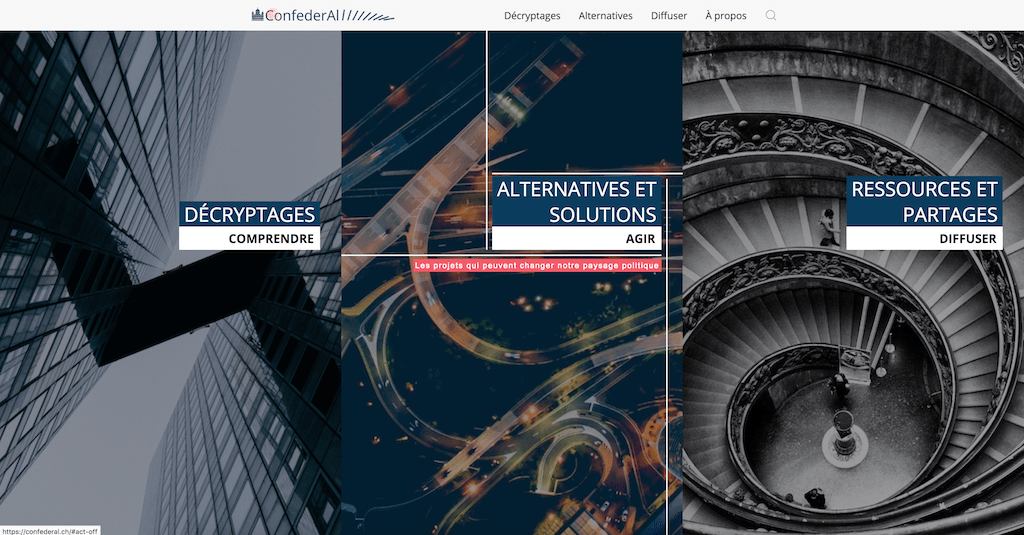 ConfederAl
Décryptages
Alternatives
Diffuser
À propos
DÉCRYPTAGES
COMPRENDRE
ALTERNATIVES ET
SOLUTIONS
AGIR
Les projets qui peuvent changer notre paysage politique
RESSOURCES ET
PARTAGES
DIFFUSER
https://confederal.ch/#act-off